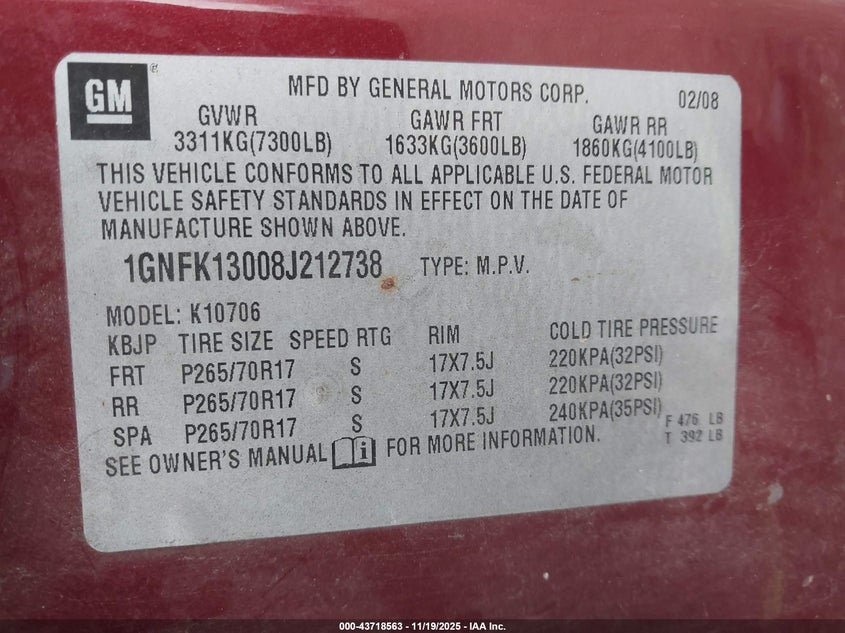 GM
MFD BY GENERAL MOTORS CORP. 02/08
GVWR GAWR FRT GAWR RR
3311KG(7300LB) 1633KG(3600LB) 1860KG(4100LB)
THIS VEHICLE CONFORMS TO ALL APPLICABLE U.S. FEDERAL MOTOR
VEHICLE SAFETY STANDARDS IN EFFECT ON THE DATE OF
MANUFACTURE SHOWN ABOVE.
1GNFK13008J212738 TYPE: M.P.V.
MODEL: K10706
KBJP TIRE SIZE SPEED RTG RIM COLD TIRE PRESSURE
FRT P265/70R17 S 17X7.5J 220KPA(32PSI)
RR P265/70R17 S 17X7.5J 220KPA(32PSI)
SPA P265/70R17 S 17X7.5J 240KPA(35PSI)
F 476 LB
T 392 LB
SEE OWNER'S MANUAL i FOR MORE INFORMATION.
000-43718563 - 11/19/2025 - IAA Inc.